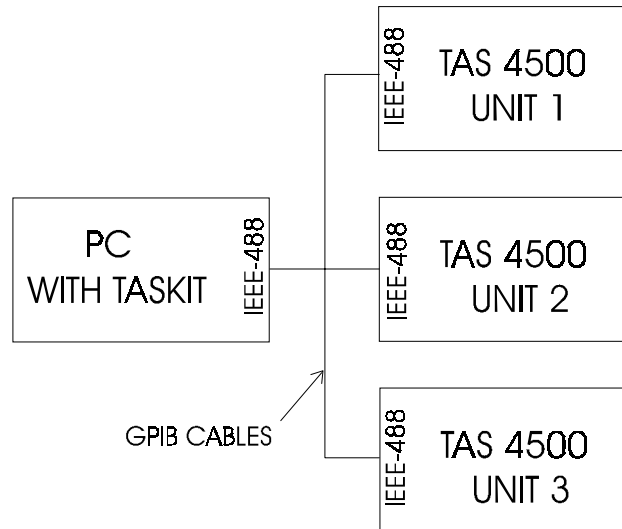 IEEE-488
TAS 4500
UNIT 1
PC
WITH TASKIT
IEEE-488
IEEE-488
TAS 4500
UNIT 2
GPIB CABLES
IEEE-488
TAS 4500
UNIT 3